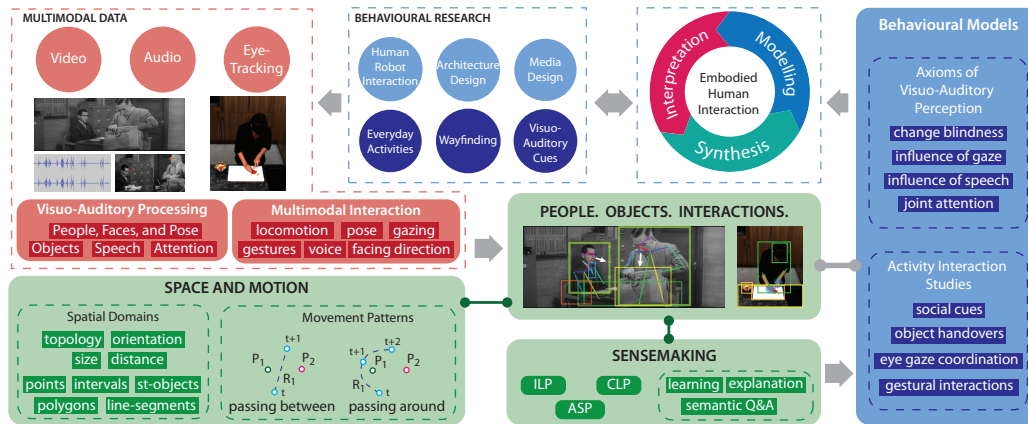 MULTIMODAL DATA
Video
Audio
Eye-
Tracking
Visuo-Auditory Processing
People, Faces, and Pose
Objects Speech Attention
Multimodal Interaction
locomotion pose gazing
gestures voice facing direction
BEHAVIOURAL RESEARCH
Human
Robot
Interaction
Architecture
Design
Media
Design
Everyday
Activities
Wayfinding
Visuo-
Auditory
Cues
Interpretation
Modelling
Synthesis
Embodied
Human
Interaction
Behavioural Models
Axioms of
Visuo-Auditory
Perception
change blindness
influence of gaze
influence of speech
joint attention
Activity Interaction
Studies
social cues
object handovers
eye gaze coordination
gestural interactions
PEOPLE. OBJECTS. INTERACTIONS.
SPACE AND MOTION
Spatial Domains
topology orientation
size distance
points intervals st-objects
polygons line-segments
Movement Patterns
t+1
P1
P2
R1
t
passing between
t+2
t+1
P1
P2
R1
t
passing around
SENSEMAKING
ILP
CLP
ASP
learning explanation
semantic Q&A